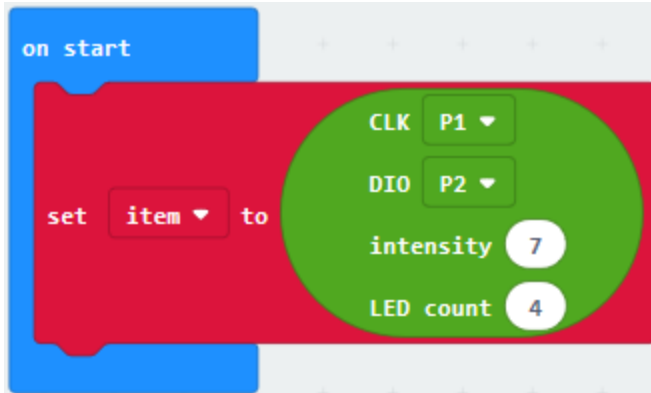 on start
CLK P1
DIO P2
set item to
intensity 7
LED count 4